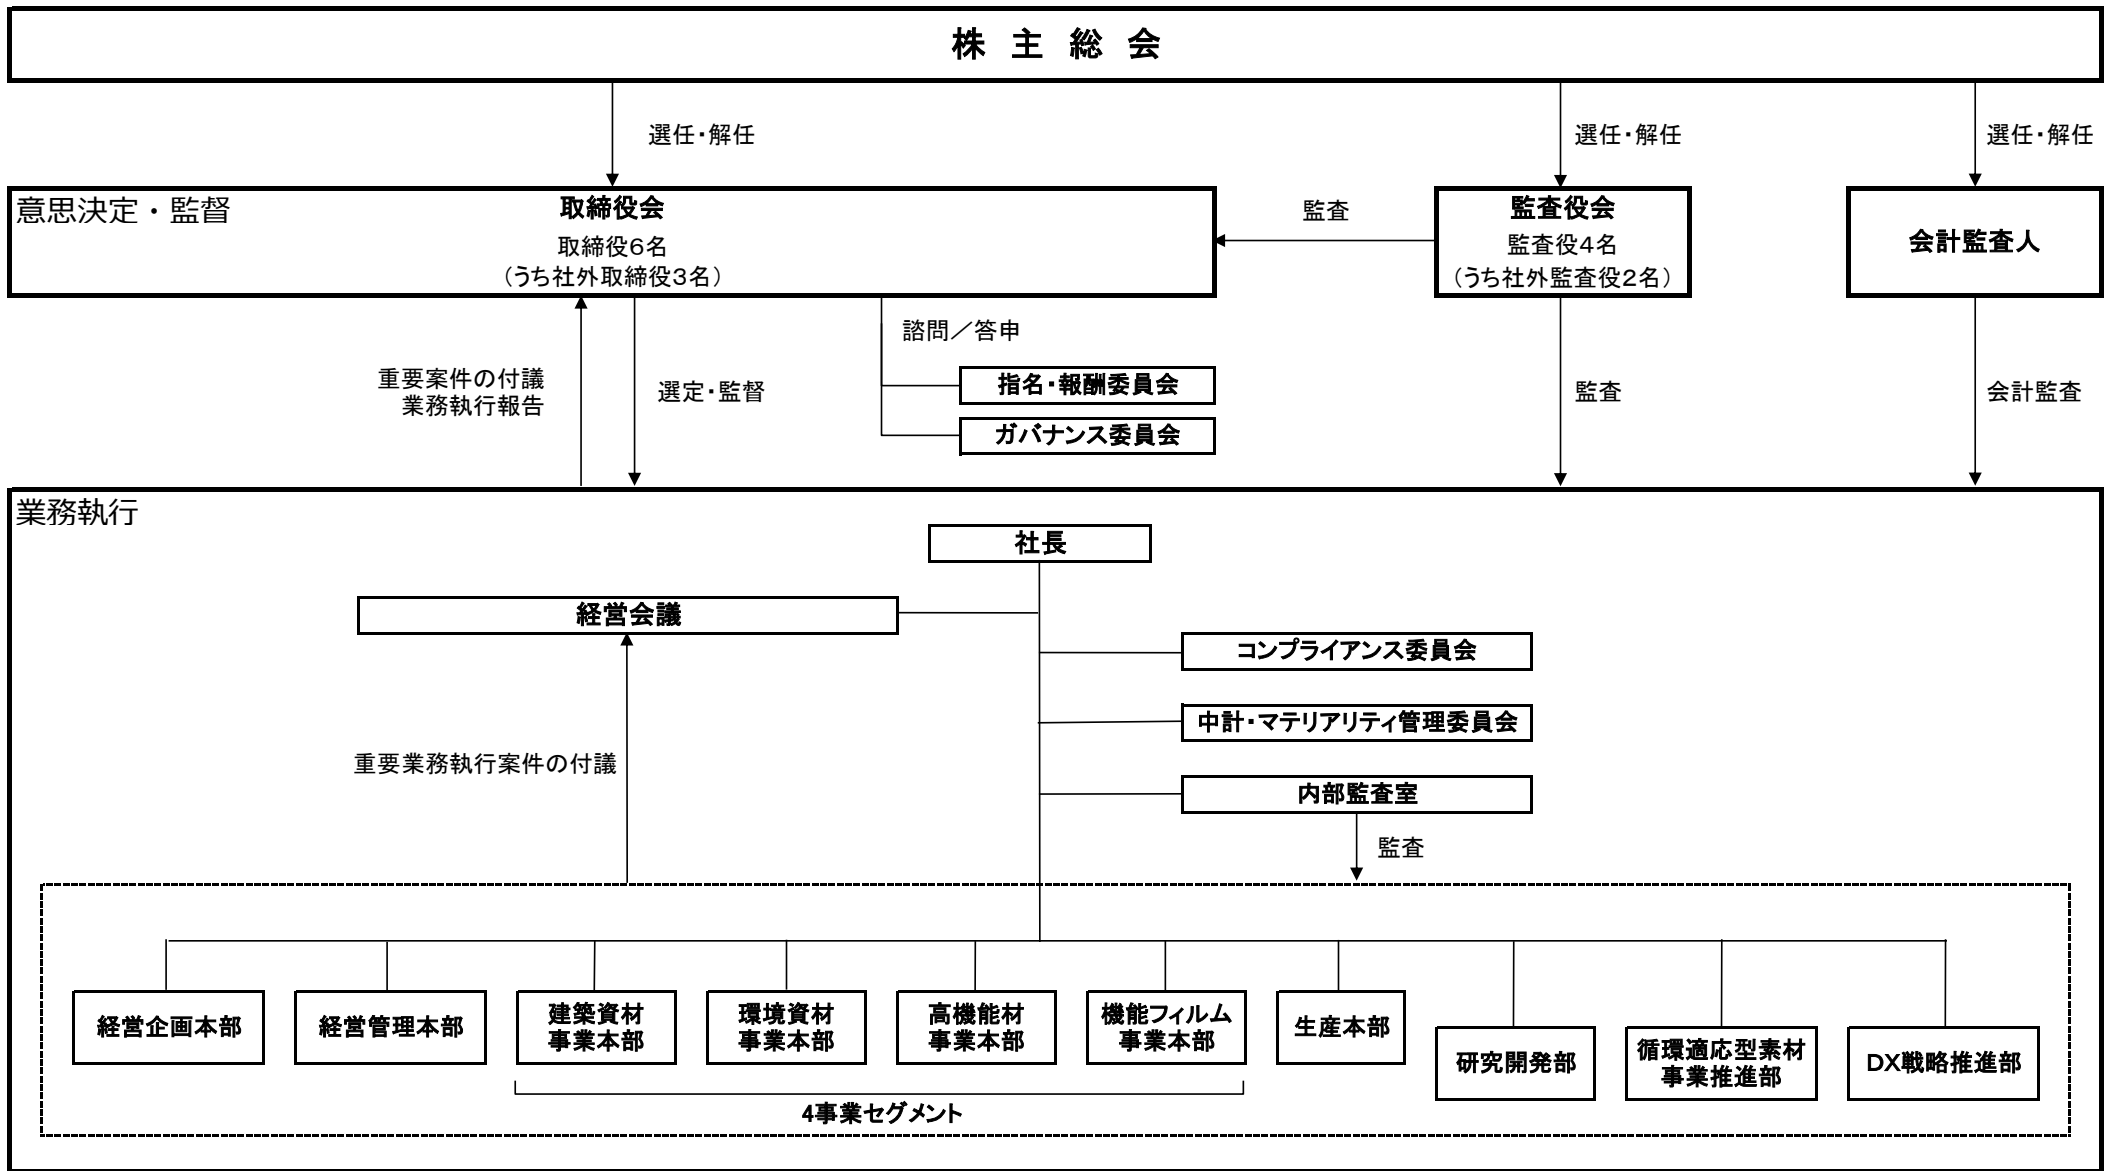 株 主 総 会
選任・解任
選任・解任
選任・解任
意思決定・監督
取締役会
取締役6名
（うち社外取締役3名）
監査
監査役会
監査役4名
（うち社外監査役2名）
会計監査人
諮問／答申
指名・報酬委員会
ガバナンス委員会
重要案件の付議
業務執行報告
選定・監督
監査
会計監査
業務執行
社長
経営会議
コンプライアンス委員会
中計・マテリアリティ管理委員会
重要業務執行案件の付議
内部監査室
監査
経営企画本部
経営管理本部
建築資材
事業本部
環境資材
事業本部
高機能材
事業本部
機能フィルム
事業本部
生産本部
研究開発部
循環適応型素材
事業推進部
DX戦略推進部
4事業セグメント